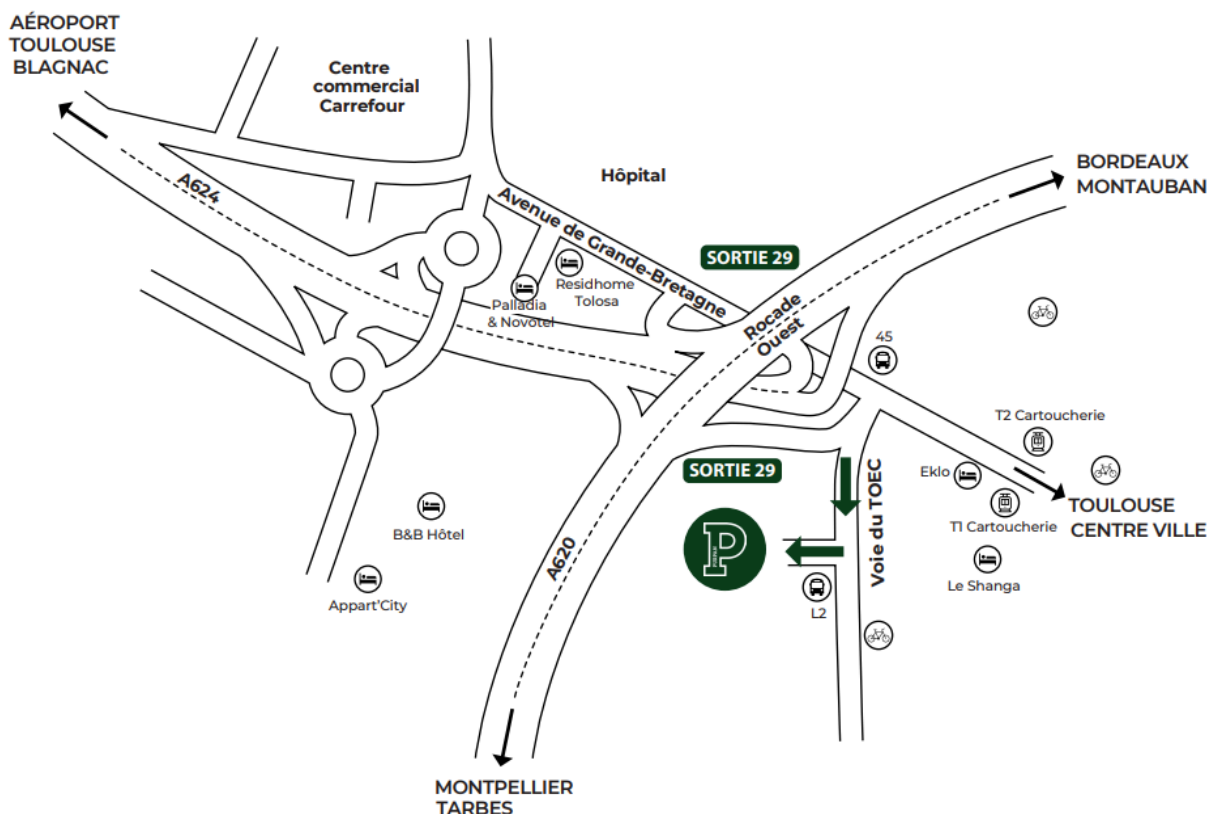 AÉROPORT
TOULOUSE
BLAGNAC
Centre
commercial
Carrefour
A624
Hôpital
BORDEAUX
MONTAUBAN
Avenue de Grande-Bretagne
SORTIE 29
Residhome
Tolosa
Palladia
& Novotel
Rocade
Ouest
45
T2 Cartoucherie
SORTIE 29
Eklo
TOULOUSE
CENTRE VILLE
T1 Cartoucherie
B&B Hôtel
A620
P
Voie du TOEC
Le Shanga
Appart'City
L2
MONTPELLIER
TARBES